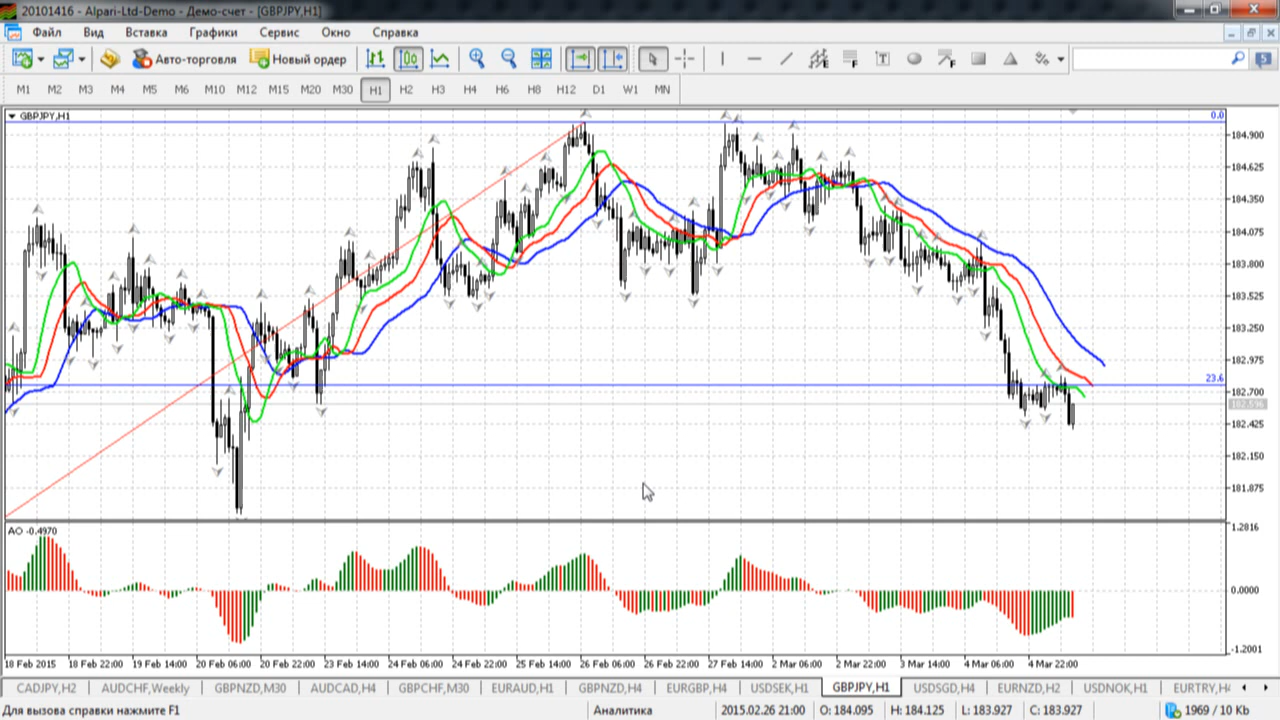 20101416 - Alpari-Ltd-Demo - Демо-счет - [GBPJPY,H1]
Файл Вид Вставка Графики Сервис Окно Справка
Авто-торговля Новый ордер
M1 M2 M3 M4 M5 M6 M10 M12 M15 M20 M30 H1 H2 H3 H4 H6 H8 H12 D1 W1 MN
GBPJPY,H1
0.0
184.900
184.625
184.350
184.075
183.800
183.525
183.250
182.975
23.6
182.700
182.596
182.425
182.150
181.875
AO -0.4970
1.2816
0.0000
-1.2001
18 Feb 2015 18 Feb 22:00 19 Feb 14:00 20 Feb 06:00 20 Feb 22:00 23 Feb 14:00 24 Feb 06:00 24 Feb 22:00 25 Feb 14:00 26 Feb 06:00 26 Feb 22:00 27 Feb 14:00 2 Mar 06:00 2 Mar 22:00 3 Mar 14:00 4 Mar 06:00 4 Mar 22:00
CADJPY,H2 AUDCHF,Weekly GBPNZD,M30 AUDCAD,H4 GBPCHF,M30 EURAUD,H1 GBPNZD,H4 EURGBP,H4 USDSEK,H1 GBPJPY,H1 USDSGD,H4 EURNZD,H2 USDNOK,H1 EURTRY,H4
Для вызова справки нажмите F1 Аналитика 2015.02.26 21:00 O: 184.095 H: 184.125 L: 183.927 C: 183.927 1969 / 10 Kb